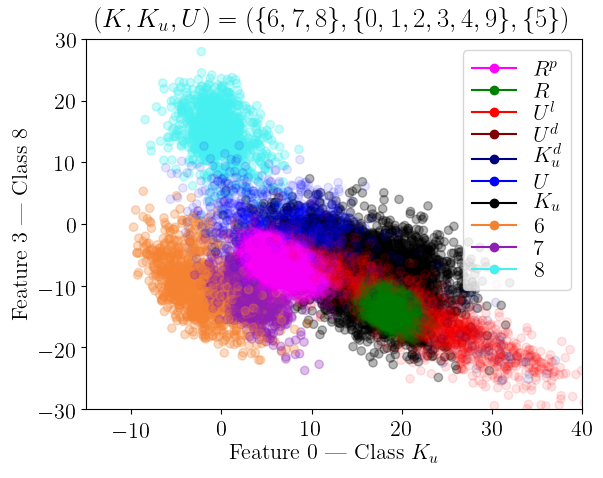 (K, K_u, U) = ({6, 7, 8}, {0, 1, 2, 3, 4, 9}, {5})
30
20
10
0
−10
−20
−30
Feature 3 — Class 8
R^p
R
U^l
U^d
K_u^d
U
K_u
6
7
8
−10
0
10
20
30
40
Feature 0 — Class K_u